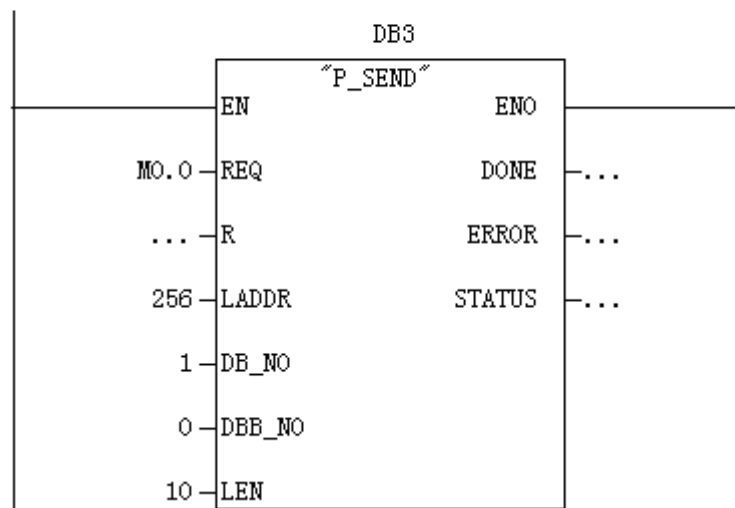 DB3
"P_SEND"
EN ENO
M0.0 REQ DONE ...
... R ERROR ...
256 LADDR STATUS ...
1 DB_NO
0 DBB_NO
10 LEN